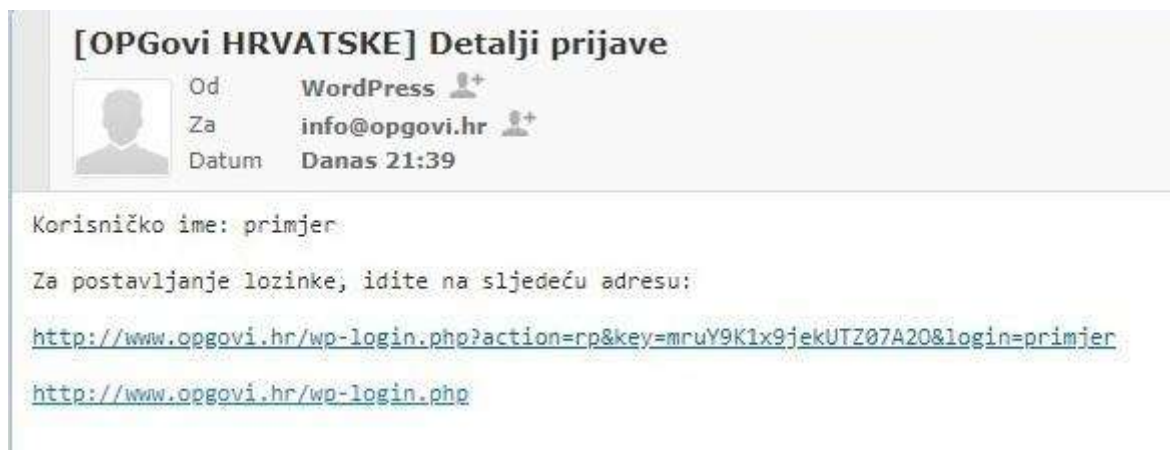 [OPGovi HRVATSKE] Detalji prijave
Od WordPress
Za info@opgovi.hr
Datum Danas 21:39
Korisničko ime: primjer
Za postavljanje lozinke, idite na sljedeću adresu:
http://www.opgovi.hr/wp-login.php?action=rp&key=mruY9K1x9jekUTZ07A2O&login=primjer
http://www.opgovi.hr/wp-login.php